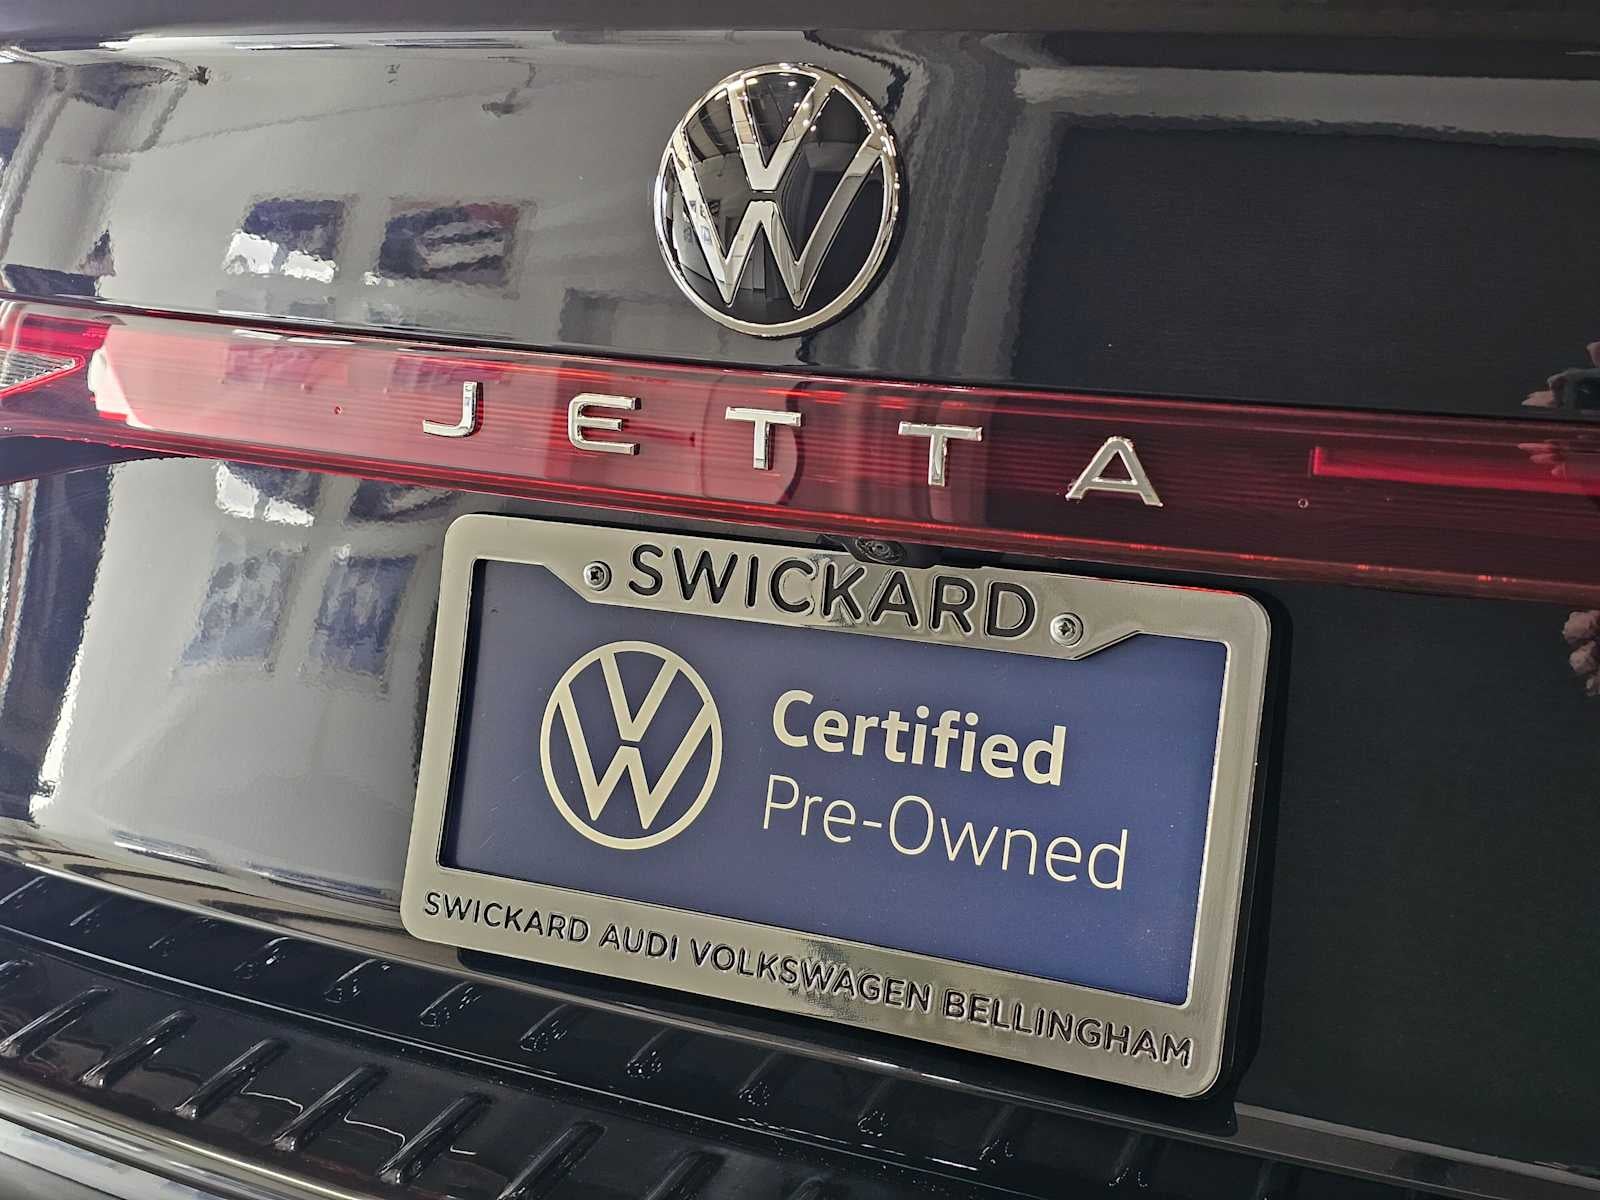 JETTA
SWICKARD
Certified
Pre-Owned
SWICKARD AUDI VOLKSWAGEN BELLINGHAM